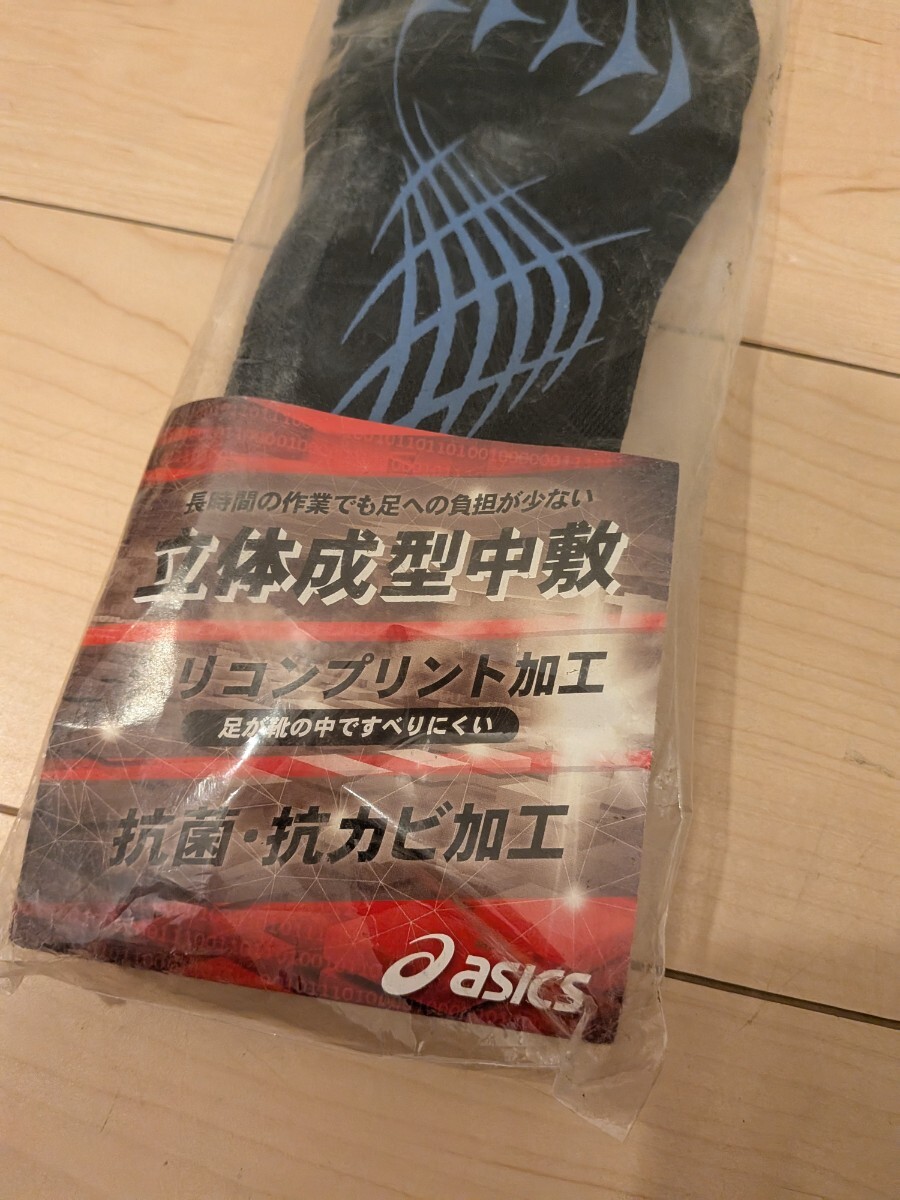 長時間の作業でも足への負担が少ない
立体成型中敷
リコンプリント加工
足が靴の中ですべりにくい
抗菌・抗カビ加工
asics